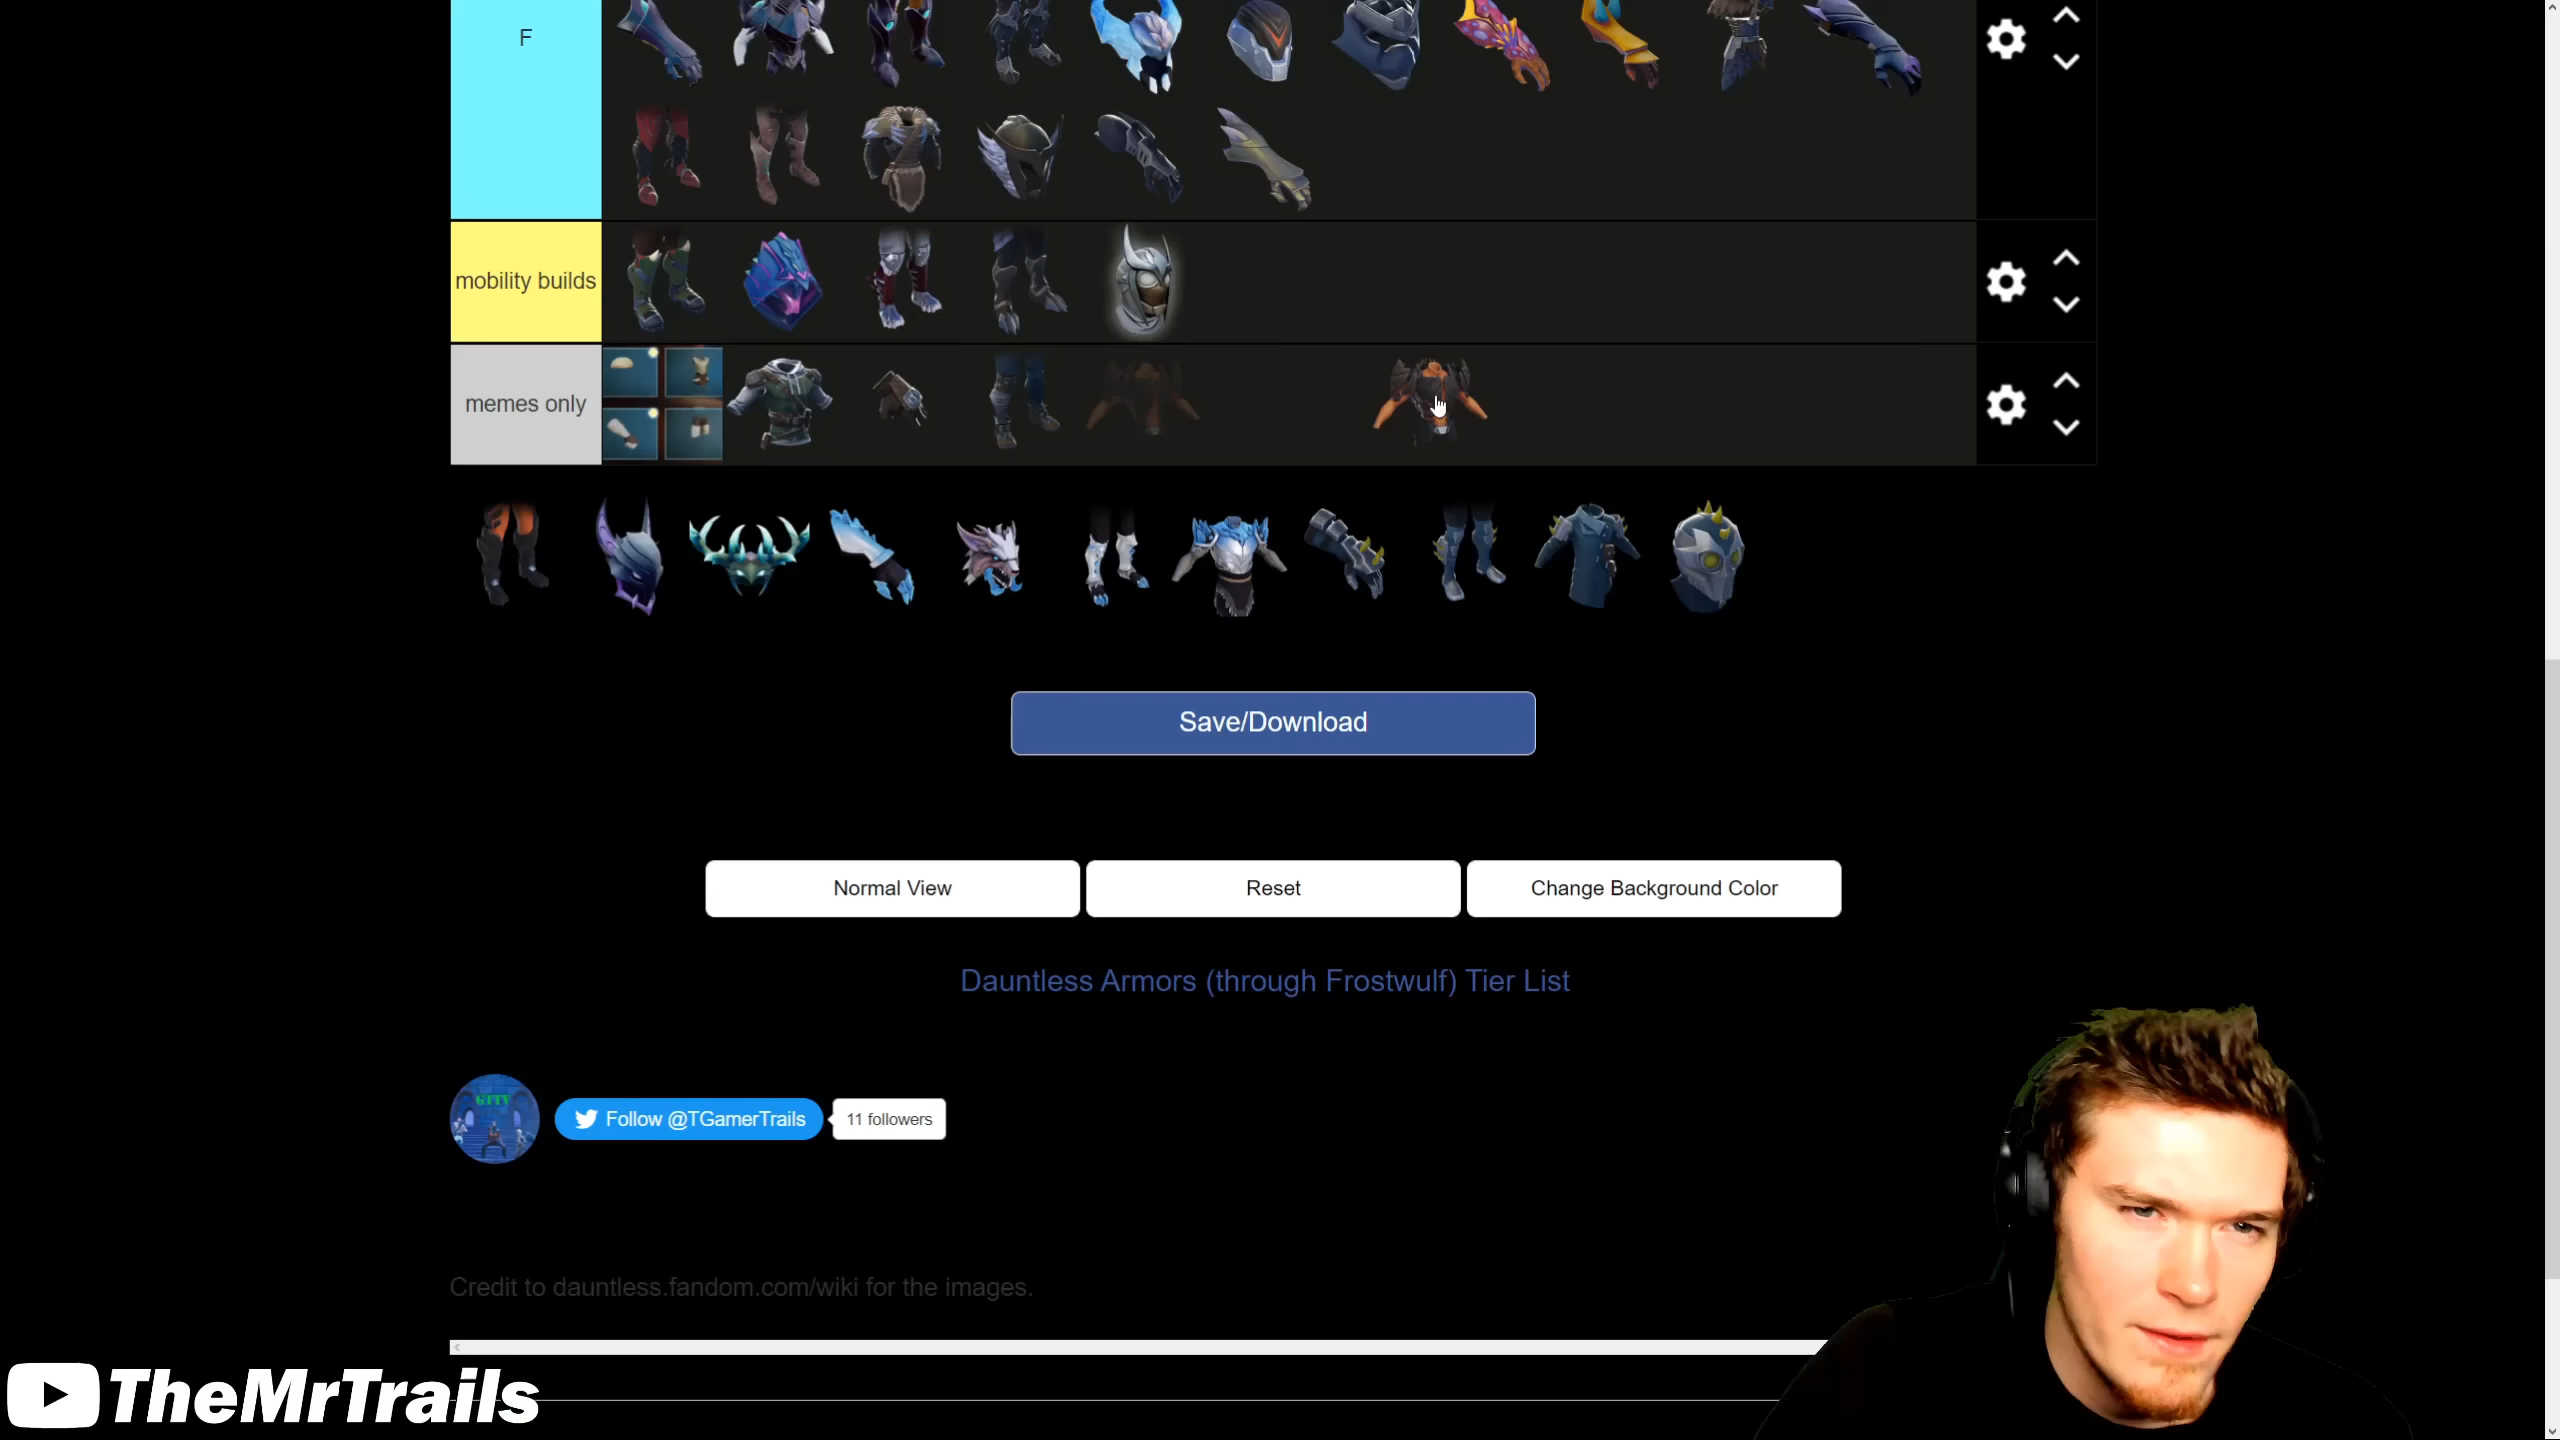 F
mobility builds
memes only
Save/Download
Normal View
Reset
Change Background Color
Dauntless Armors (through Frostwulf) Tier List
GTTV
Follow @TGamerTrails
11 followers
Credit to dauntless.fandom.com/wiki for the images.
TheMrTrails